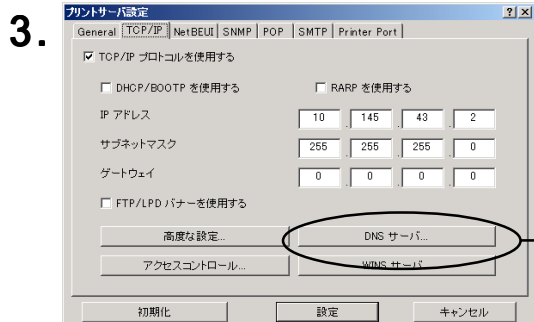 3.
プリントサーバ設定
General TCP/IP NetBEUI SNMP POP SMTP Printer Port
TCP/IP プロトコルを使用する
DHCP/BOOTP を使用する RARP を使用する
IP アドレス 10 . 145 . 43 . 2
サブネットマスク 255 . 255 . 255 . 0
ゲートウェイ 0 . 0 . 0 . 0
FTP/LPD バナーを使用する
高度な設定... DNS サーバ...
アクセスコントロール... WINS サーバ...
初期化 設定 キャンセル